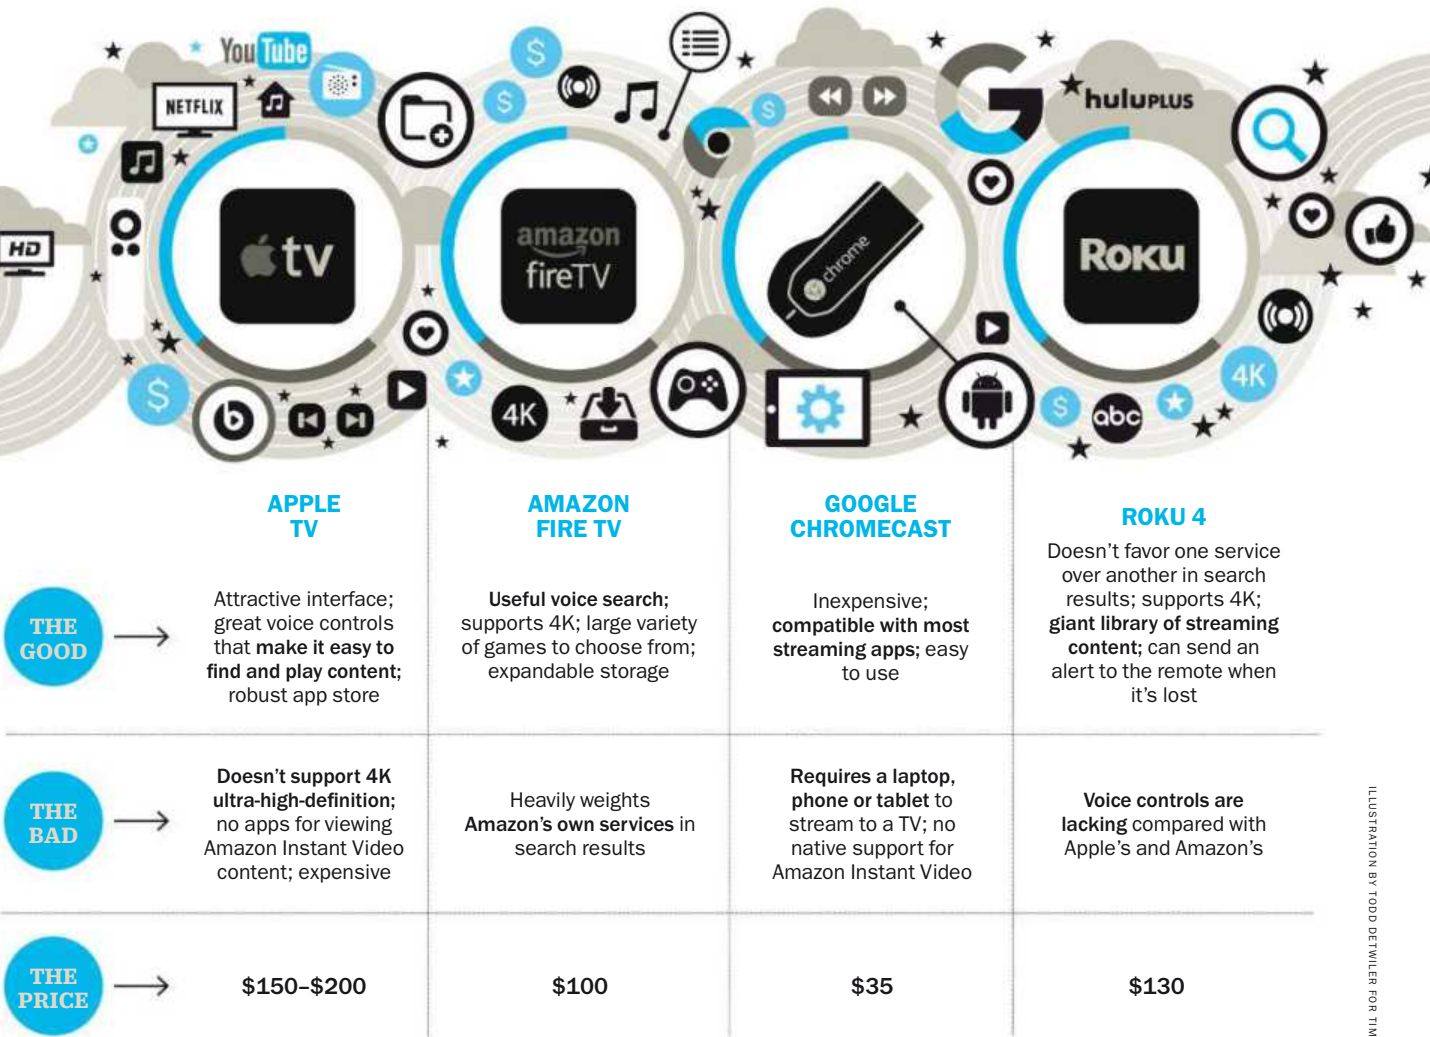 You Tube
NETFLIX
huluPLUS
HD
tv
amazon
fireTV
chrome
ROKU
$
$
$
$
$
b
4K
4K
abc
APPLE
TV
AMAZON
FIRE TV
GOOGLE
CHROMECAST
ROKU 4
THE
GOOD
Attractive interface;
great voice controls
that make it easy to
find and play content;
robust app store
Useful voice search;
supports 4K; large variety
of games to choose from;
expandable storage
Inexpensive;
compatible with most
streaming apps; easy
to use
Doesn't favor one service
over another in search
results; supports 4K;
giant library of streaming
content; can send an
alert to the remote when
it's lost
THE
BAD
Doesn't support 4K
ultra-high-definition;
no apps for viewing
Amazon Instant Video
content; expensive
Heavily weights
Amazon's own services in
search results
Requires a laptop,
phone or tablet to
stream to a TV; no
native support for
Amazon Instant Video
Voice controls are
lacking compared with
Apple's and Amazon's
THE
PRICE
$150–$200
$100
$35
$130
ILLUSTRATION BY TODD DETWILER FOR TIM